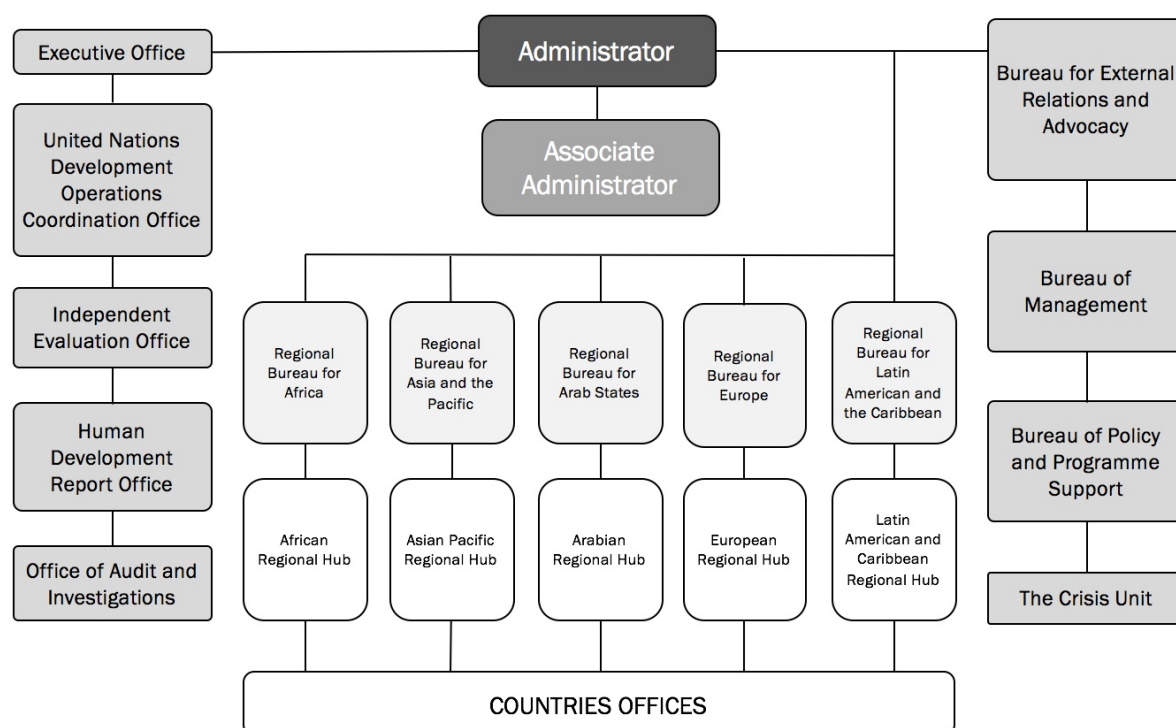 Executive Office
Administrator
Bureau for External
Relations and
Advocacy
United Nations
Development
Operations
Coordination Office
Associate
Administrator
Bureau of
Management
Independent
Evaluation Office
Regional
Bureau for
Africa
Regional
Bureau for
Asia and the
Pacific
Regional
Bureau for
Arab States
Regional
Bureau for
Europe
Regional
Bureau for
Latin
American and
the Caribbean
Human
Development
Report Office
Bureau of Policy
and Programme
Support
African
Regional Hub
Asian Pacific
Regional Hub
Arabian
Regional Hub
European
Regional Hub
Latin
American and
Caribbean
Regional Hub
Office of Audit and
Investigations
The Crisis Unit
COUNTRIES OFFICES